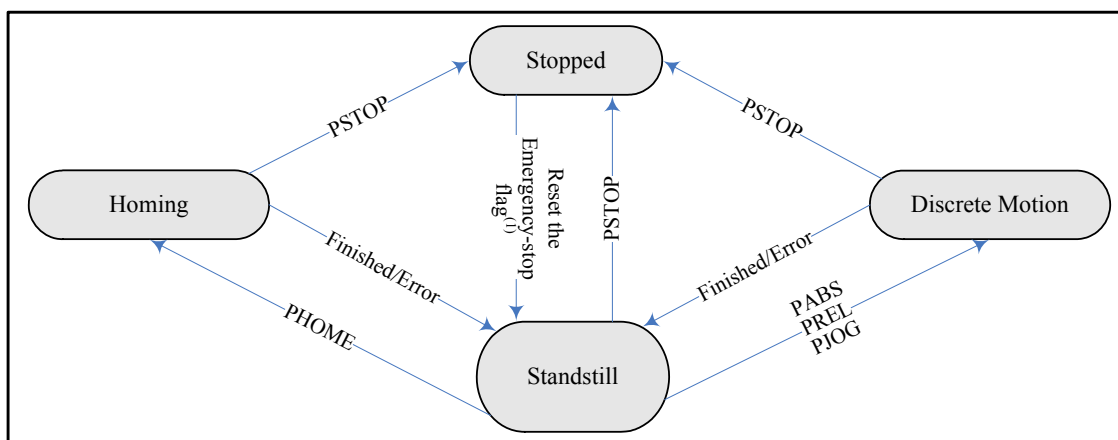 Stopped
PSTOP
PSTOP
Reset the
Emergency-stop
flag(1)
PSTOP
Homing
Discrete Motion
Finished/Error
Finished/Error
PHOME
PABS
PREL
PJOG
Standstill